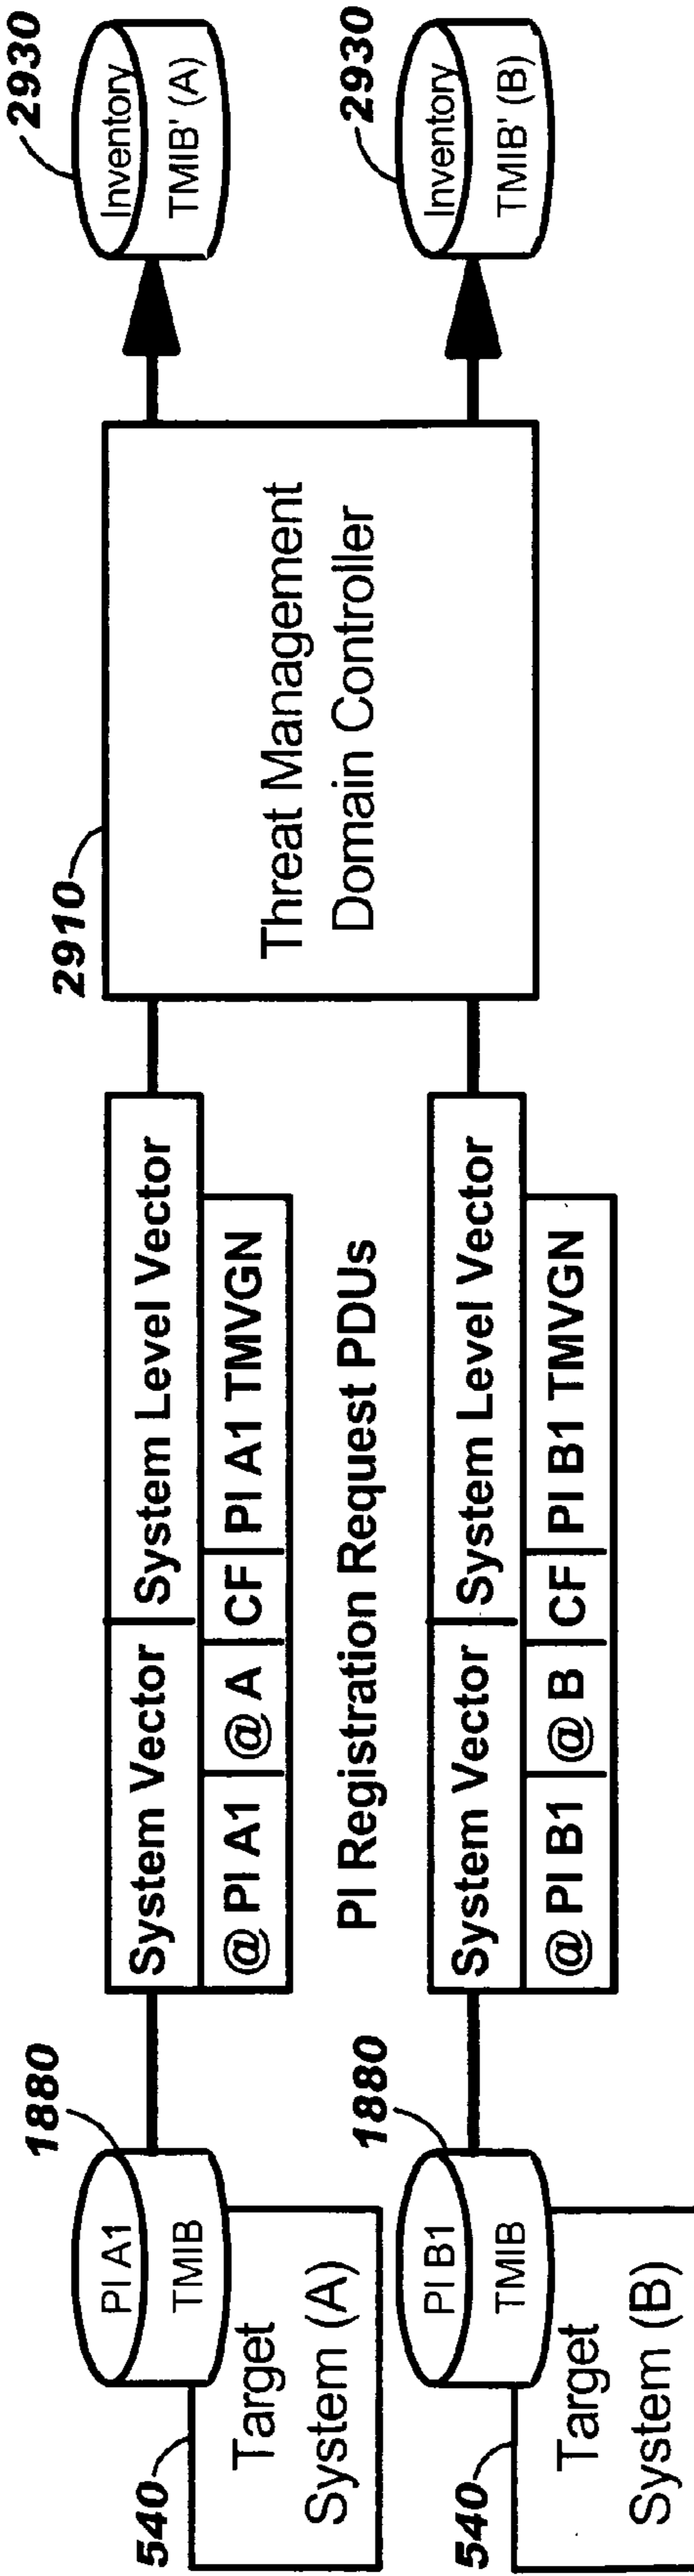 540
Target
System (A)
PI A1
TMIB
1880
System Vector
System Level Vector
@ PI A1
@ A
CF
PI A1 TMVGN
2910
Threat Management
Domain Controller
Inventory
TMIB' (A)
2930
PI Registration Request PDUs
540
Target
System (B)
PI B1
TMIB
1880
System Vector
System Level Vector
@ PI B1
@ B
CF
PI B1 TMVGN
Inventory
TMIB' (B)
2930